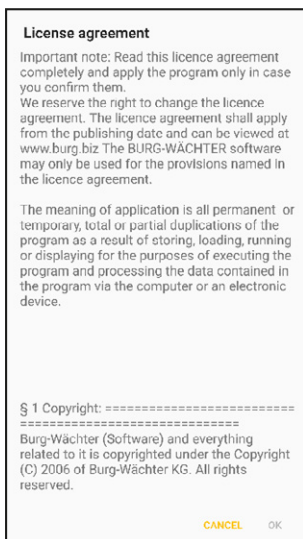 License agreement
Important note: Read this licence agreement
completely and apply the program only in case
you confirm them.
We reserve the right to change the licence
agreement. The licence agreement shall apply
from the publishing date and can be viewed at
www.burg.biz The BURG-WÄCHTER software
may only be used for the provisions named in
the licence agreement.
The meaning of application is all permanent or
temporary, total or partial duplications of the
program as a result of storing, loading, running
or displaying for the purposes of executing the
program and processing the data contained in
the program via the computer or an electronic
device.
§ 1 Copyright: ==========================
==============================
Burg-Wächter (Software) and everything
related to it is copyrighted under the Copyright
(C) 2006 of Burg-Wächter KG. All rights
reserved.
CANCEL OK